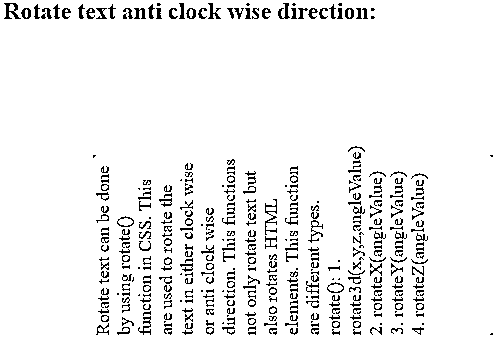 Rotate text anti clock wise direction:
Rotate text can be done
by using rotate()
function in CSS. This
are used to rotate the
text in either clock wise
or anti clock wise
direction. This functions
not only rotate text but
also rotates HTML
elements. This function
are different types.
rotate(): 1.
rotate3d(x,y,z,angleValue)
2. rotateX(angleValue)
3. rotateY(angleValue)
4. rotateZ(angleValue)